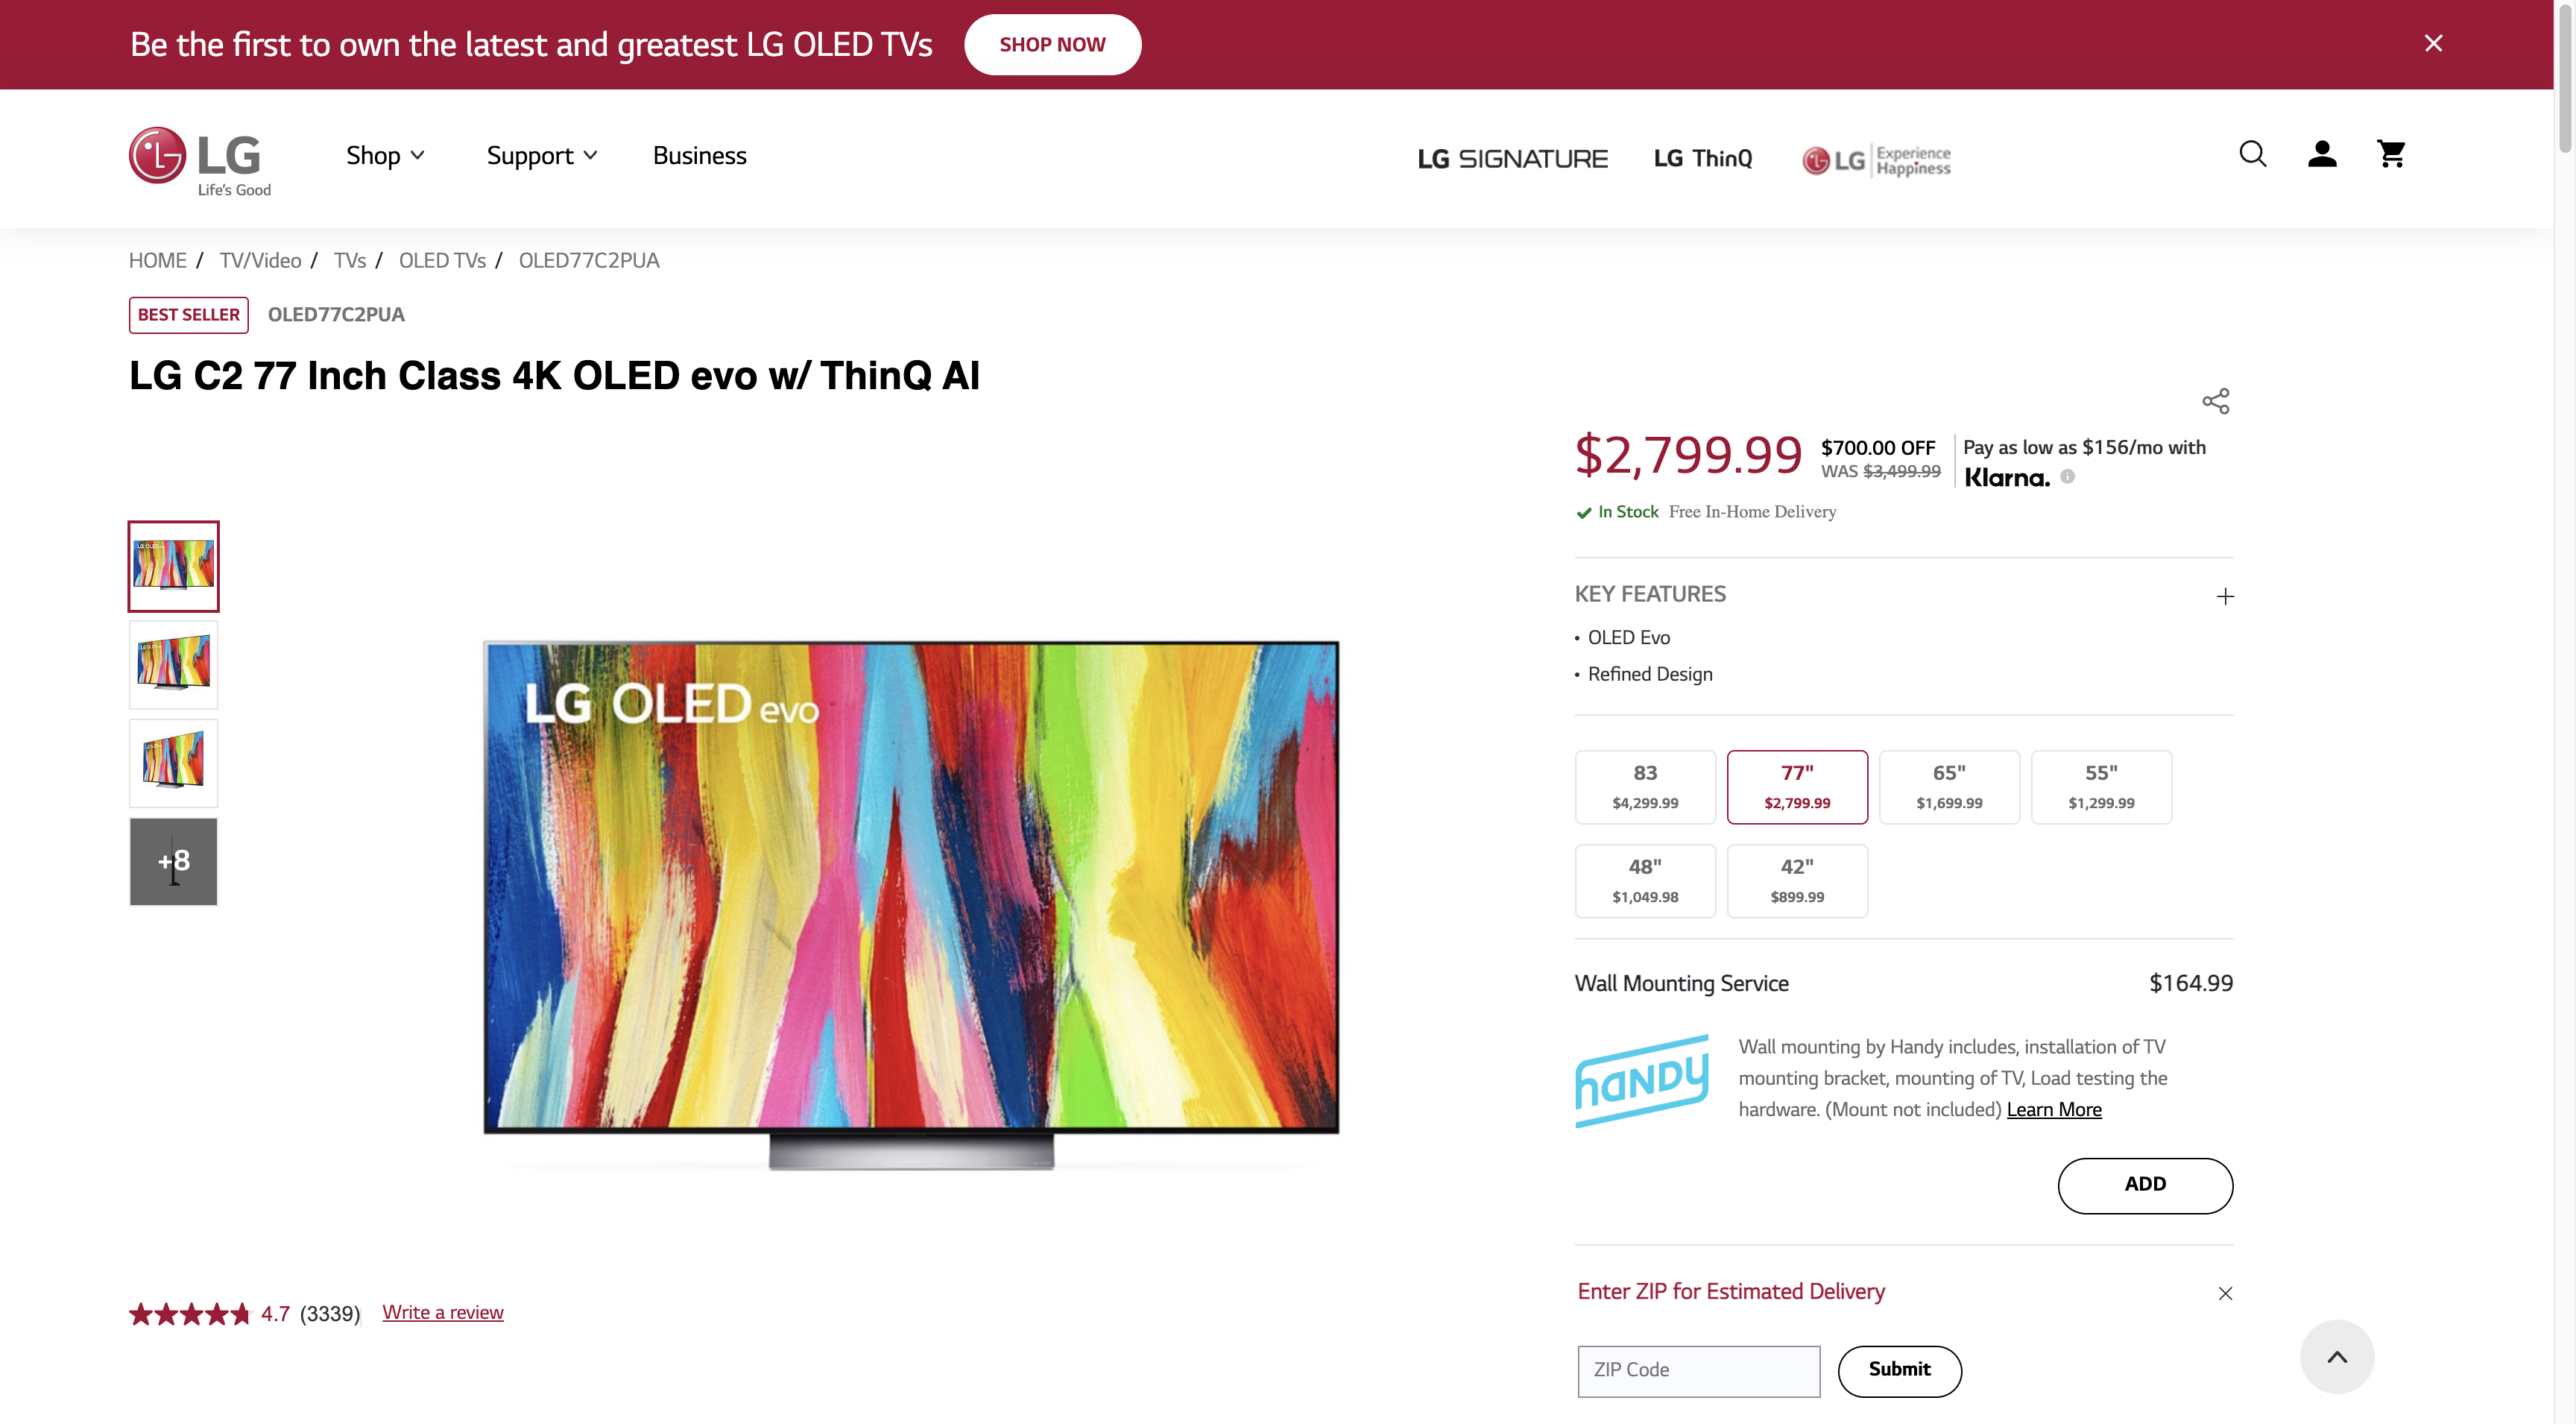 Be the first to own the latest and greatest LG OLED TVs
SHOP NOW
LG
Life's Good
Shop
Support
Business
LG SIGNATURE
LG ThinQ
LG Experience Happiness
HOME / TV/Video / TVs / OLED TVs / OLED77C2PUA
BEST SELLER OLED77C2PUA
LG C2 77 Inch Class 4K OLED evo w/ ThinQ AI
LG OLED evo
+8
4.7 (3339) Write a review
$2,799.99
$700.00 OFF
WAS $3,499.99
Pay as low as $156/mo with
Klarna.
In Stock Free In-Home Delivery
KEY FEATURES
• OLED Evo
• Refined Design
83
$4,299.99
77"
$2,799.99
65"
$1,699.99
55"
$1,299.99
48"
$1,049.98
42"
$899.99
Wall Mounting Service $164.99
HANDY
Wall mounting by Handy includes, installation of TV
mounting bracket, mounting of TV, Load testing the
hardware. (Mount not included) Learn More
ADD
Enter ZIP for Estimated Delivery
ZIP Code
Submit